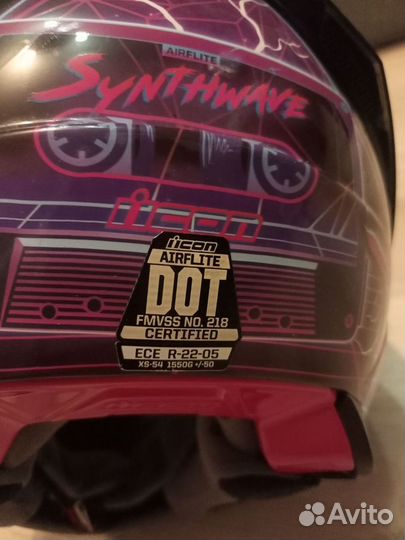 AIRFLITE
SYNTHWAVE
icon
icon
AIRFLITE
DOT
FMVSS NO. 218
CERTIFIED
ECE R-22-05
XS-54 1550G +/-50
Avito